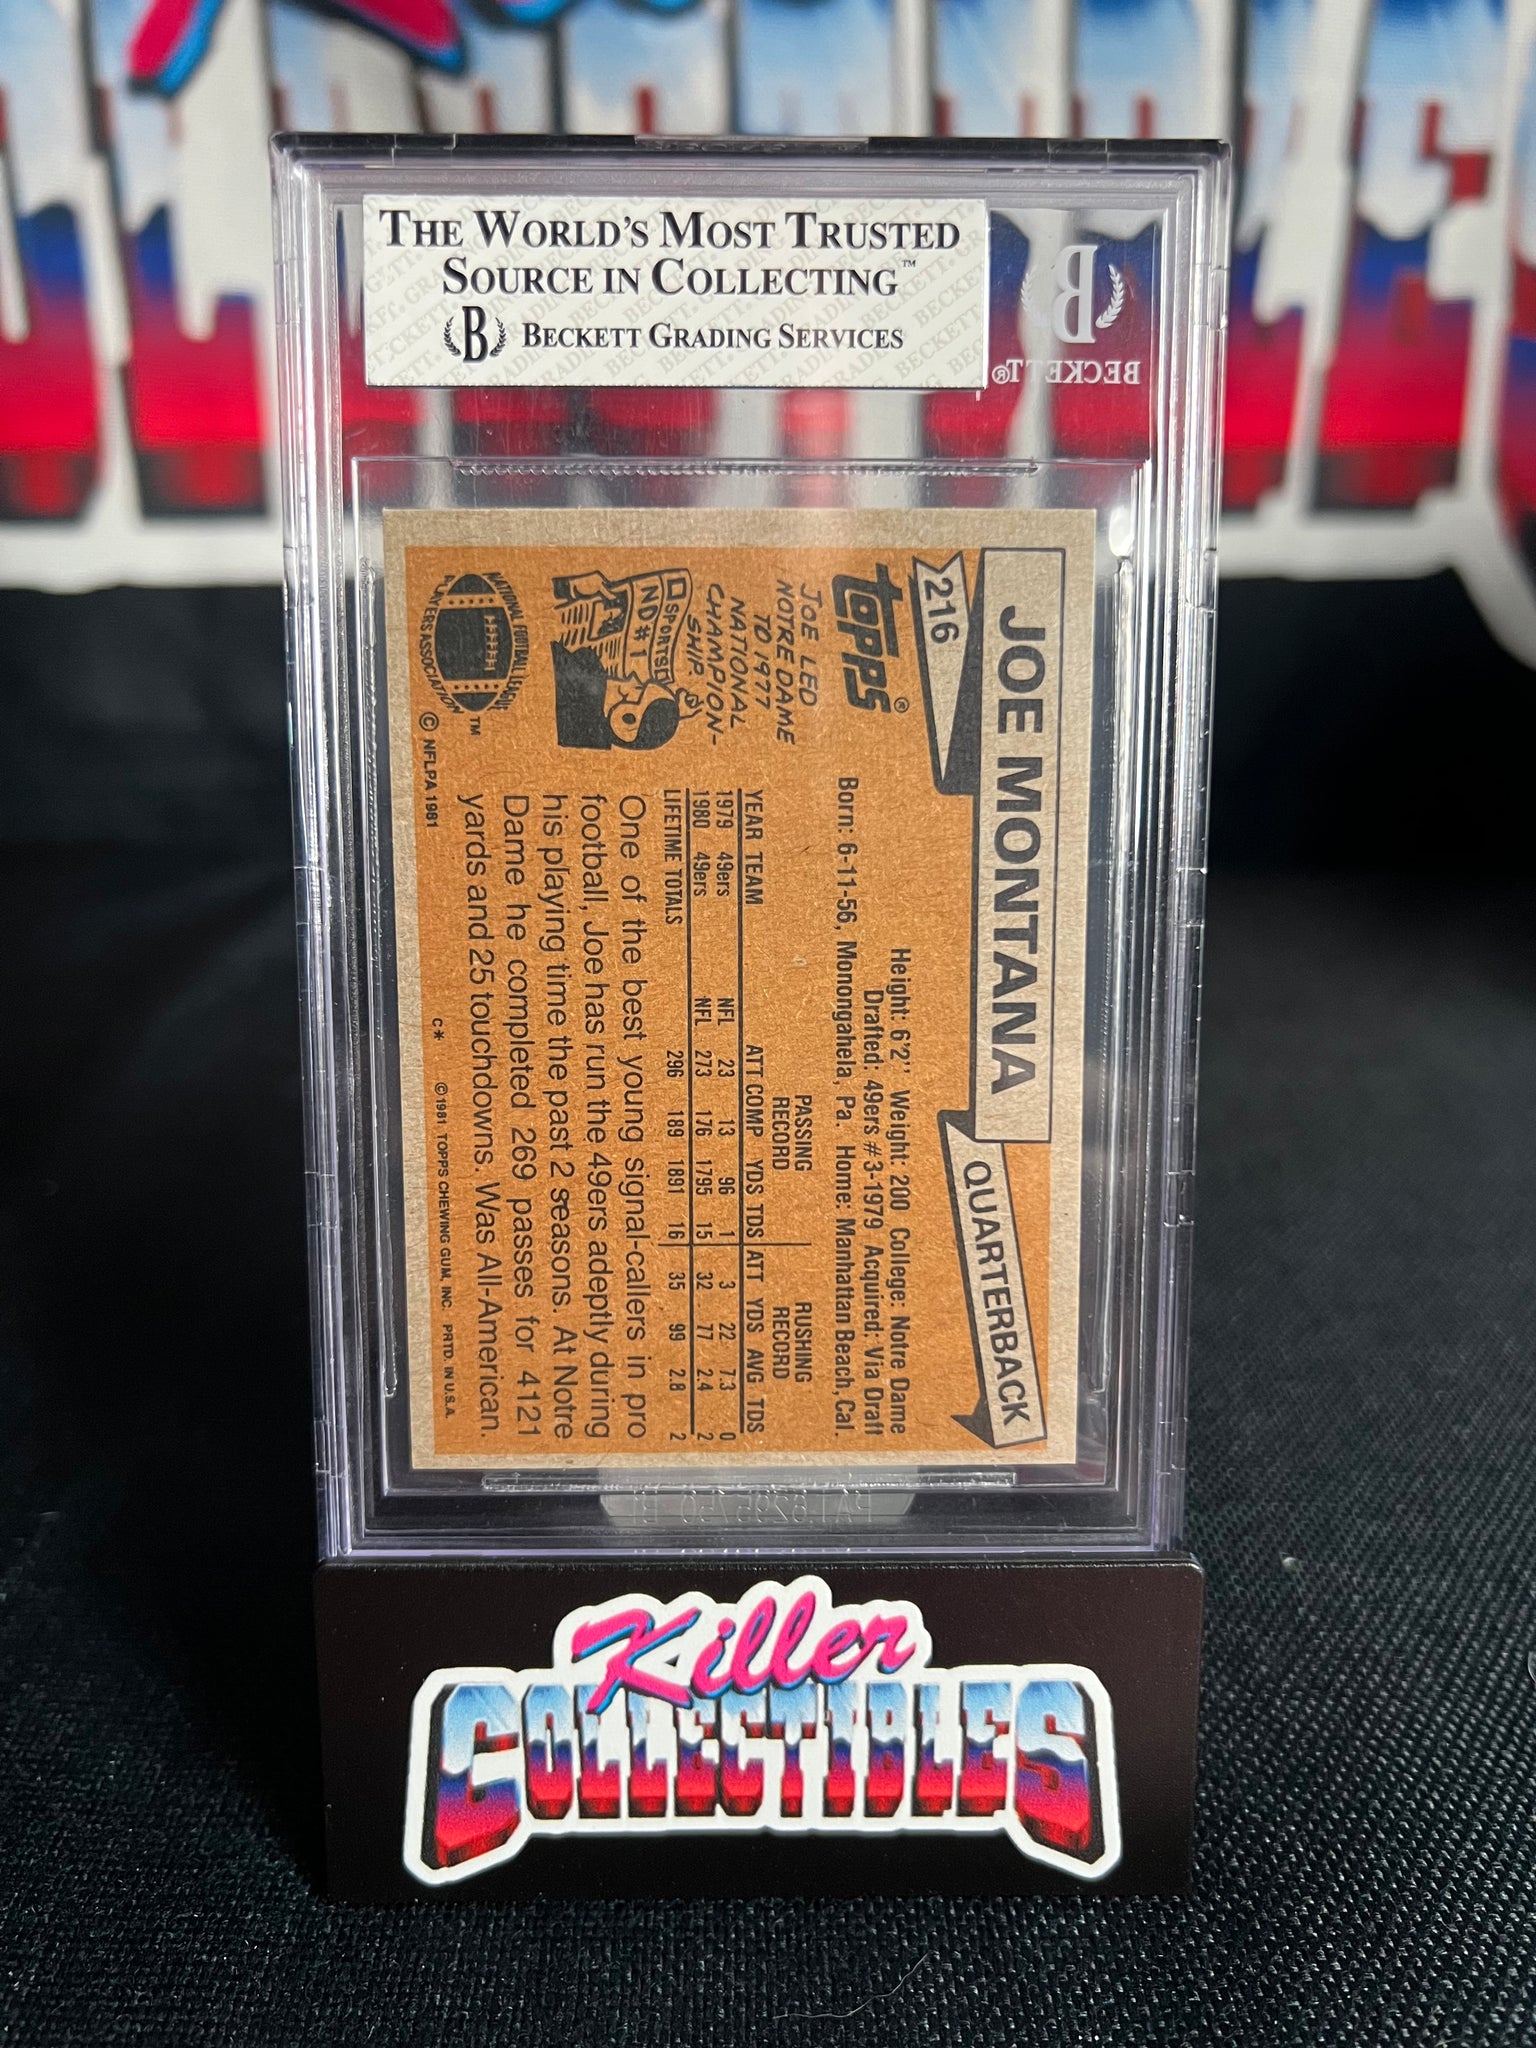 THE WORLD'S MOST TRUSTED
SOURCE IN COLLECTING™
B BECKETT GRADING SERVICES
B
BECKETT®
216
JOE MONTANA
QUARTERBACK
TOPPS®
Height: 6'2" Weight: 200 College: Notre Dame
Drafted: 49ers #3-1979 Acquired: Via Draft
Born: 6-11-56, Monongahela, Pa. Home: Manhattan Beach, Cal.
JOE LED
NOTRE DAME
TO 1977
NATIONAL
CHAMPION-
SHIP.
SPORTS
ND #1
NATIONAL FOOTBALL LEAGUE
PLAYERS ASSOCIATION
™
© NFLPA 1981
PASSING RUSHING
RECORD RECORD
YEAR TEAM ATT COMP YDS TDS ATT YDS AVG TDS
1979 49ers NFL 23 13 96 1 3 22 7.3 0
1980 49ers NFL 273 176 1795 15 32 77 2.4 2
LIFETIME TOTALS 296 189 1891 16 35 99 2.8 2
One of the best young signal-callers in pro
football, Joe has run the 49ers adeptly during
his playing time the past 2 seasons. At Notre
Dame he completed 269 passes for 4121
yards and 25 touchdowns. Was All-American.
C* ©1981 TOPPS CHEWING GUM, INC. PRTD. IN U.S.A.
Killer
COLLECTIBLES